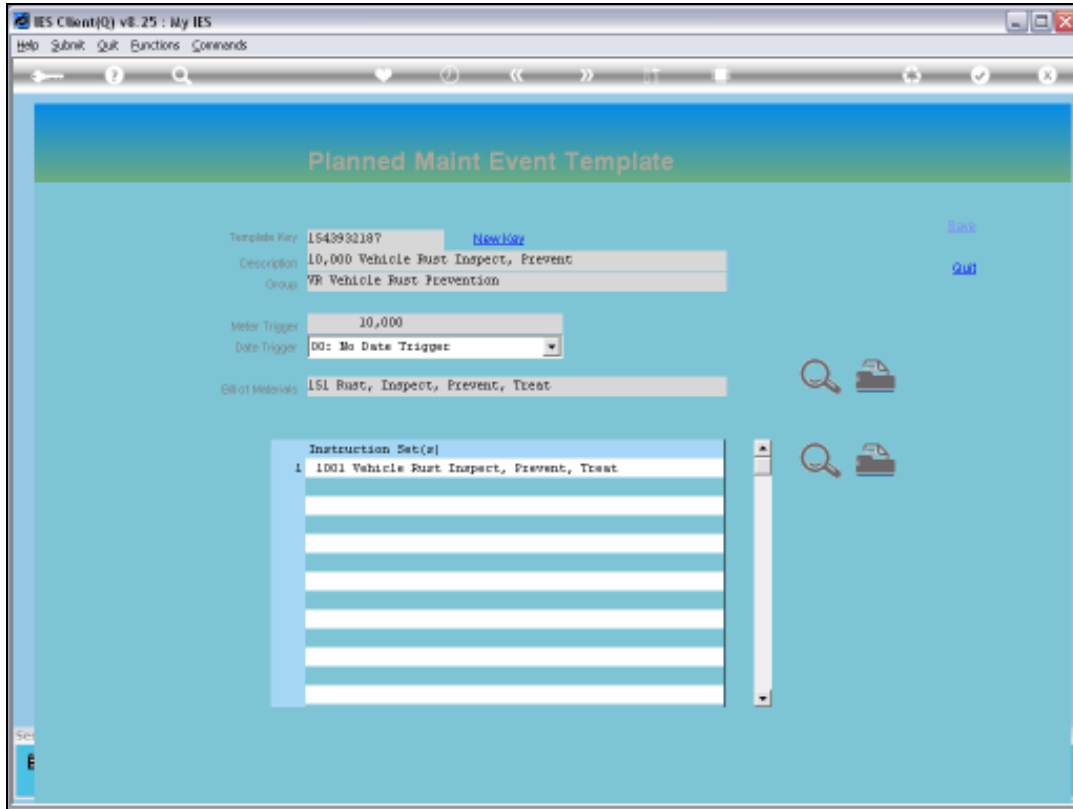 IES Client(Q) v8.25 : My IES
Help Submit Quit Functions Commands
Planned Maint Event Template
Save
Template Key 1543932187 New Key
Description 10,000 Vehicle Rust Inspect, Prevent
Quit
Group VR Vehicle Rust Prevention
Meter Trigger 10,000
Date Trigger 00: No Date Trigger
Bill of Materials 151 Rust, Inspect, Prevent, Treat
Instruction Set(s)
1 1001 Vehicle Rust Inspect, Prevent, Treat